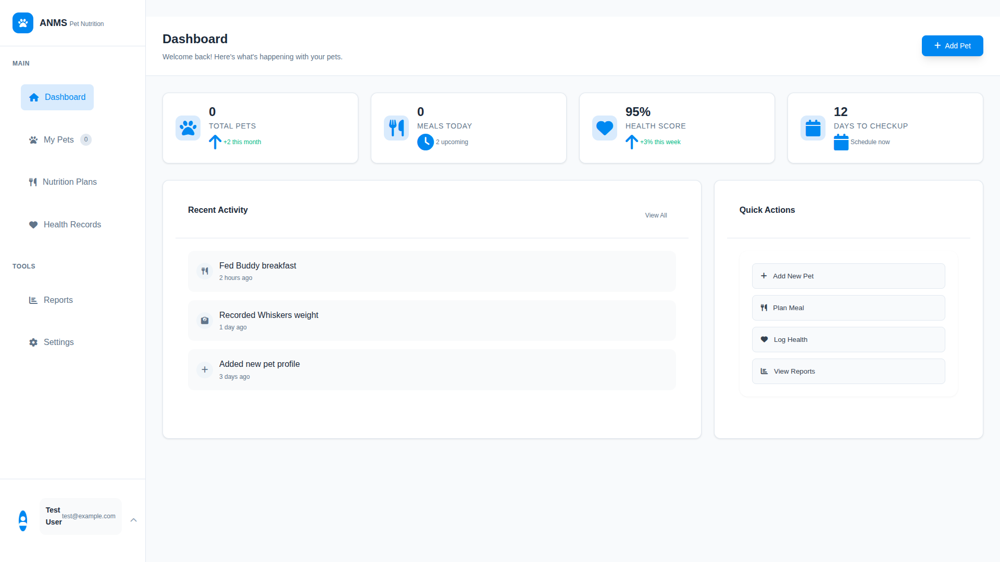 ANMS Pet Nutrition
MAIN
Dashboard
My Pets 0
Nutrition Plans
Health Records
TOOLS
Reports
Settings
Test
User
test@example.com
Dashboard
Welcome back! Here's what's happening with your pets.
Add Pet
0
TOTAL PETS
+2 this month
0
MEALS TODAY
2 upcoming
95%
HEALTH SCORE
+3% this week
12
DAYS TO CHECKUP
Schedule now
Recent Activity
View All
Fed Buddy breakfast
2 hours ago
Recorded Whiskers weight
1 day ago
Added new pet profile
3 days ago
Quick Actions
Add New Pet
Plan Meal
Log Health
View Reports